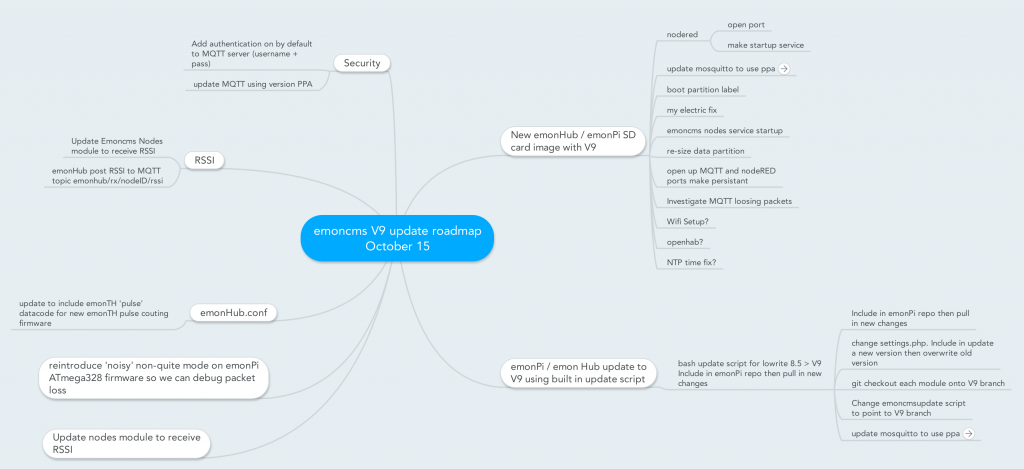 emoncms V9 update roadmap
October 15
Security
Add authentication on by default
to MQTT server (username +
pass)
update MQTT using version PPA
RSSI
Update Emoncms Nodes
module to receive RSSI
emonHub post RSSI to MQTT
topic emonhub/rx/nodeID/rssi
emonHub.conf
update to include emonTH 'pulse'
datacode for new emonTH pulse couting
firmware
reintroduce 'noisy' non-quite mode on emonPi
ATmega328 firmware so we can debug packet
loss
Update nodes module to receive
RSSI
New emonHub / emonPi SD
card image with V9
nodered
open port
make startup service
update mosquitto to use ppa
boot partition label
my electric fix
emoncms nodes service startup
re-size data partition
open up MQTT and nodeRED
ports make persistant
Investigate MQTT loosing packets
Wifi Setup?
openhab?
NTP time fix?
emonPi / emon Hub update to
V9 using built in update script
bash update script for lowrite 8.5 > V9
Include in emonPi repo then pull in new
changes
Include in emonPi repo then pull
in new changes
change settings.php. Include in update
a new version then overwrite old
version
git checkout each module onto V9 branch
Change emoncmsupdate script
to point to V9 branch
update mosquitto to use ppa